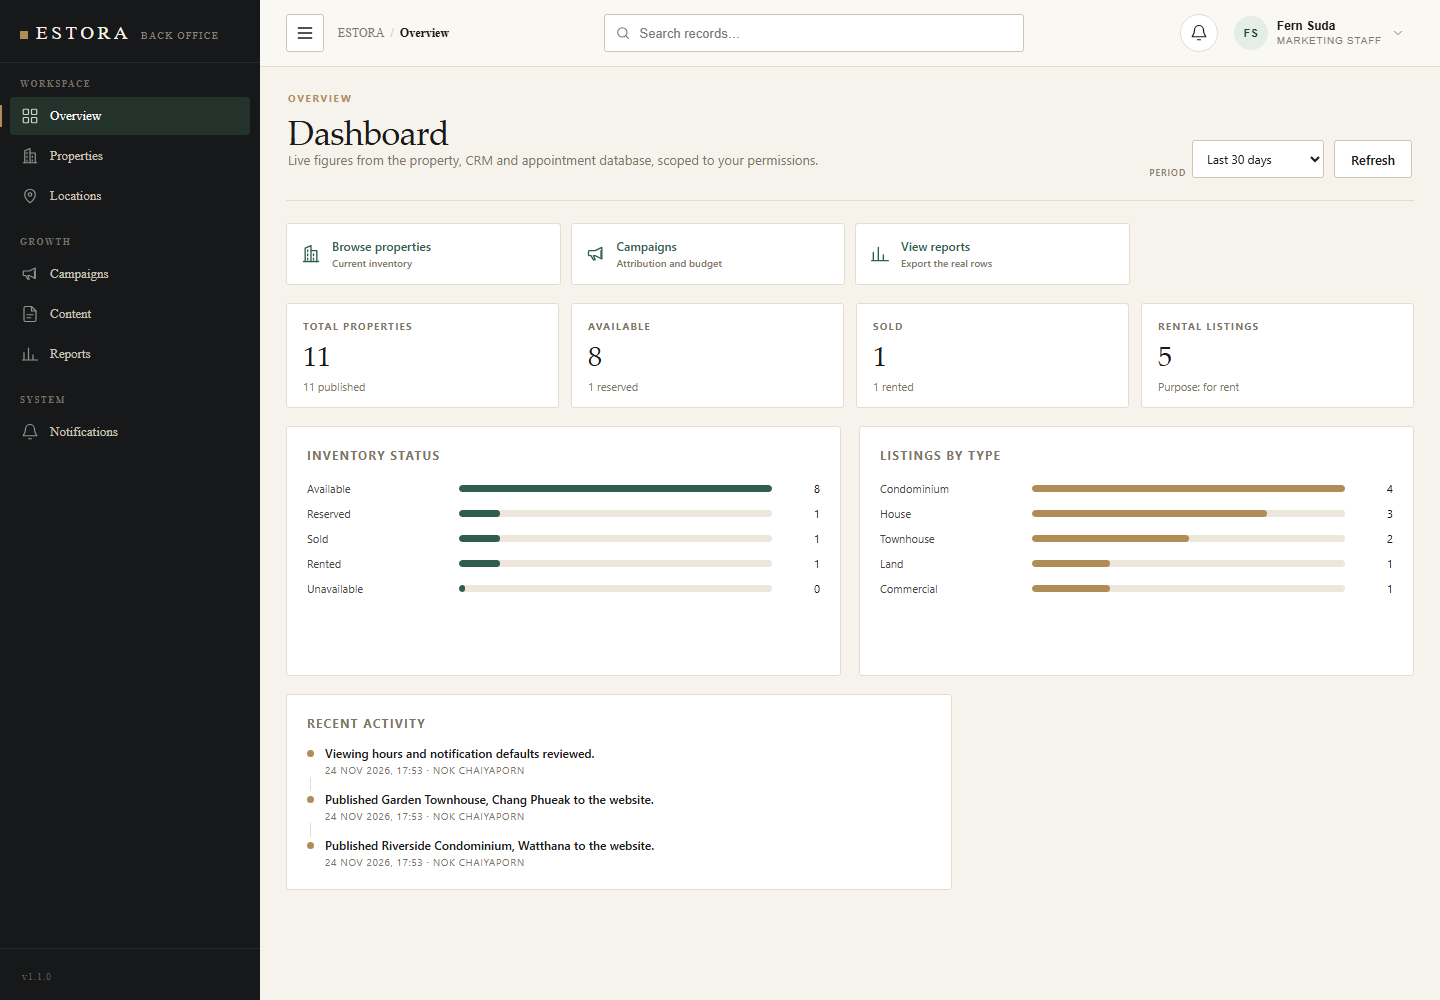 ESTORA BACK OFFICE
WORKSPACE
Overview
Properties
Locations
GROWTH
Campaigns
Content
Reports
SYSTEM
Notifications
v1.1.0
ESTORA / Overview
Search records...
FS
Fern Suda
MARKETING STAFF
OVERVIEW
Dashboard
Live figures from the property, CRM and appointment database, scoped to your permissions.
PERIOD
Last 30 days
Refresh
Browse properties
Current inventory
Campaigns
Attribution and budget
View reports
Export the real rows
TOTAL PROPERTIES
11
11 published
AVAILABLE
8
1 reserved
SOLD
1
1 rented
RENTAL LISTINGS
5
Purpose: for rent
INVENTORY STATUS
Available 8
Reserved 1
Sold 1
Rented 1
Unavailable 0
LISTINGS BY TYPE
Condominium 4
House 3
Townhouse 2
Land 1
Commercial 1
RECENT ACTIVITY
Viewing hours and notification defaults reviewed.
24 NOV 2026, 17:53 · NOK CHAIYAPORN
Published Garden Townhouse, Chang Phueak to the website.
24 NOV 2026, 17:53 · NOK CHAIYAPORN
Published Riverside Condominium, Watthana to the website.
24 NOV 2026, 17:53 · NOK CHAIYAPORN